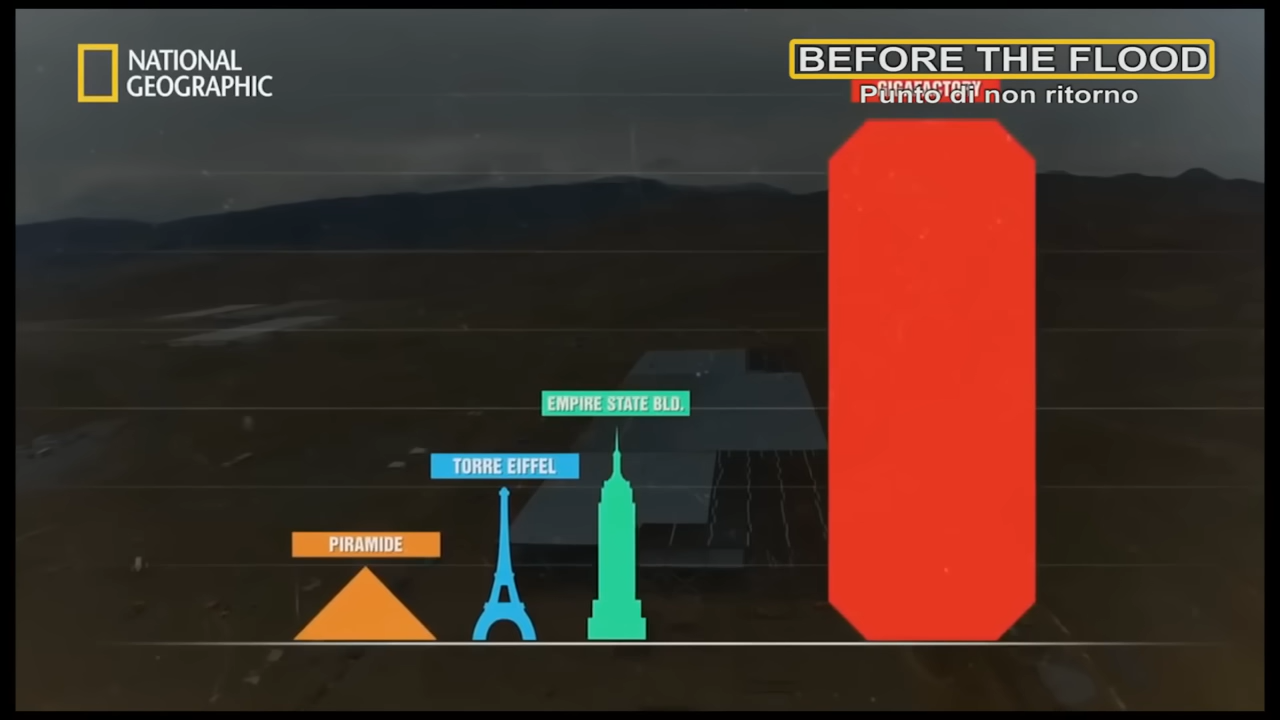 NATIONAL
GEOGRAPHIC
BEFORE THE FLOOD
Punto di non ritorno
EMPIRE STATE BLD.
TORRE EIFFEL
PIRAMIDE